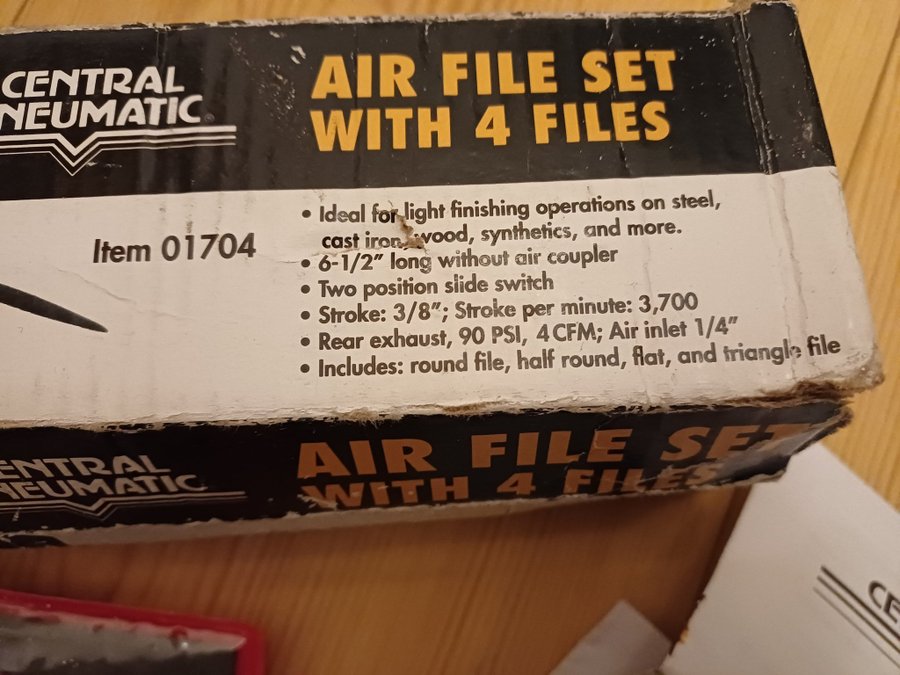 CENTRAL
NEUMATIC
AIR FILE SET
WITH 4 FILES
Item 01704
• Ideal for light finishing operations on steel,
cast iron, wood, synthetics, and more.
• 6-1/2" long without air coupler
• Two position slide switch
• Stroke: 3/8"; Stroke per minute: 3,700
• Rear exhaust, 90 PSI, 4 CFM; Air inlet 1/4"
• Includes: round file, half round, flat, and triangle file
ENTRAL
NEUMATIC
AIR FILE SET
WITH 4 FILES
CE